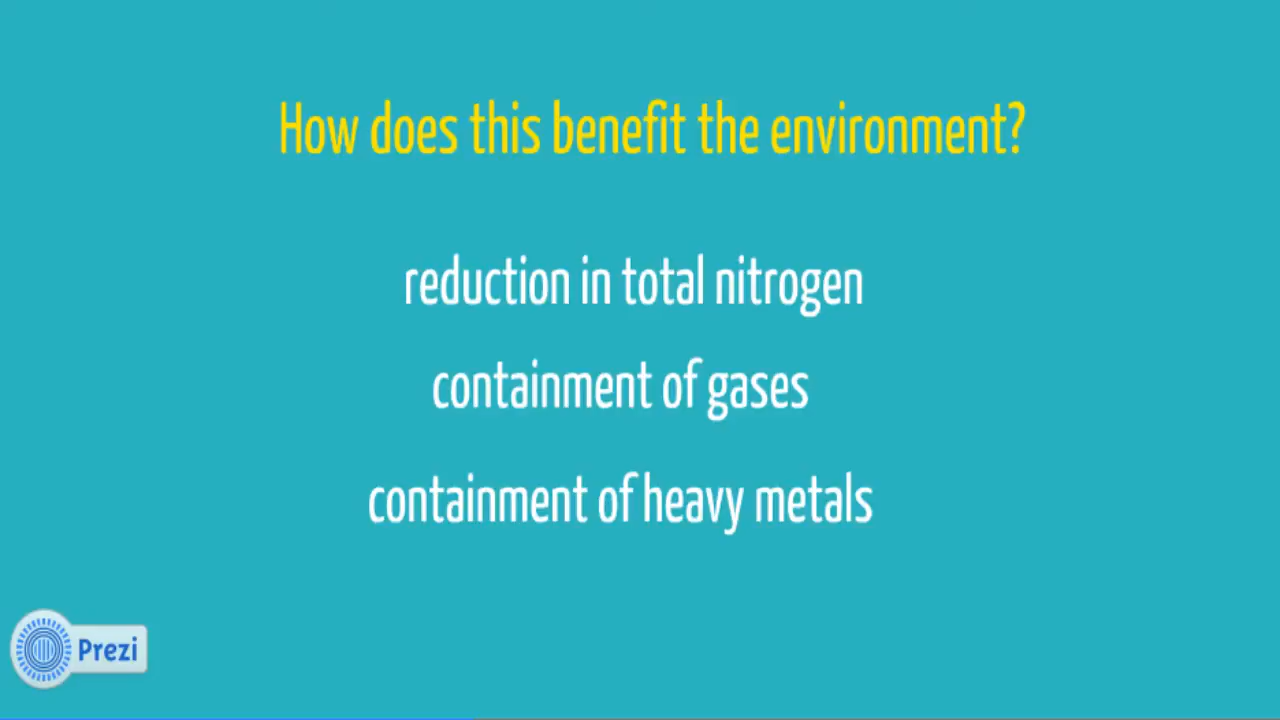 How does this benefit the environment?
reduction in total nitrogen
containment of gases
containment of heavy metals
Prezi